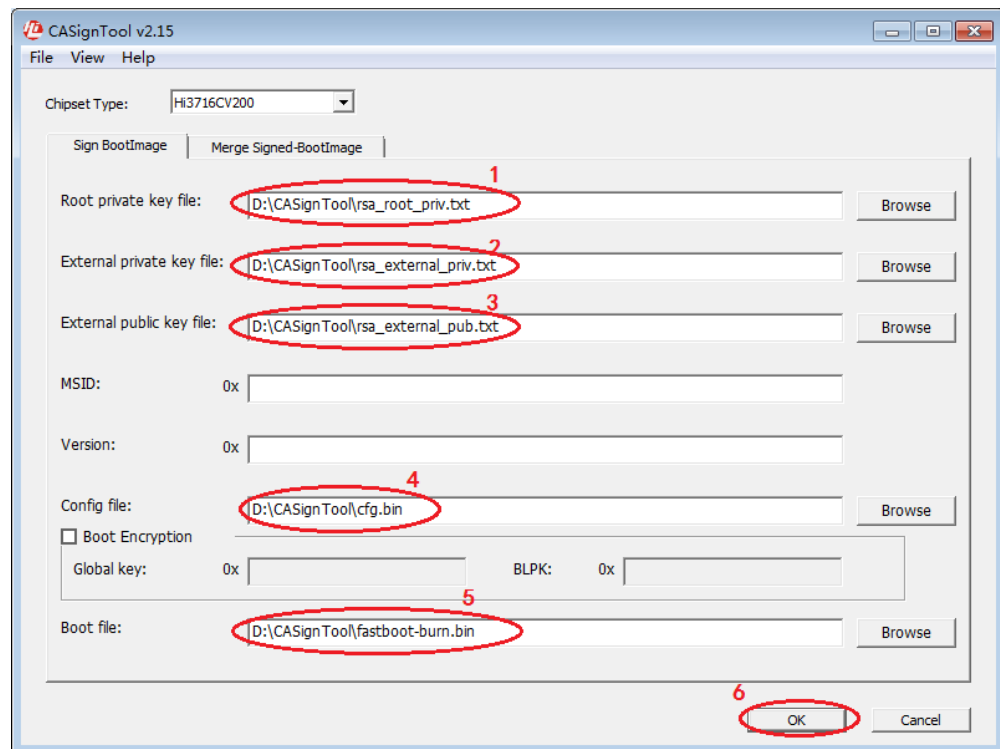 CASignTool v2.15
File View Help
Chipset Type: Hi3716CV200
Sign BootImage Merge Signed-BootImage
1
Root private key file: D:\CASignTool\rsa_root_priv.txt Browse
2
External private key file: D:\CASignTool\rsa_external_priv.txt Browse
3
External public key file: D:\CASignTool\rsa_external_pub.txt Browse
MSID: 0x
Version: 0x
4
Config file: D:\CASignTool\cfg.bin Browse
Boot Encryption
Global key: 0x BLPK: 0x
5
Boot file: D:\CASignTool\fastboot-burn.bin Browse
6
OK Cancel